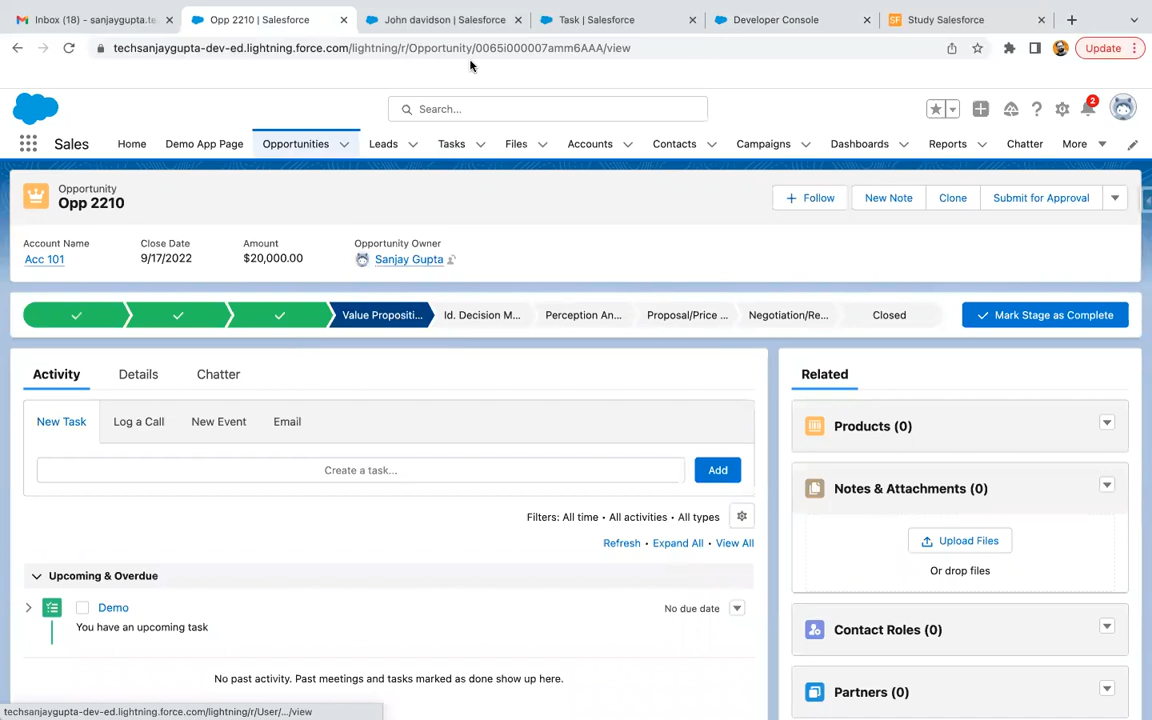 Inbox (18) - sanjaygupta.te.
Opp 2210 | Salesforce
John davidson | Salesforce
Task | Salesforce
Developer Console
SF Study Salesforce
techsanjaygupta-dev-ed.lightning.force.com/lightning/r/Opportunity/0065i000007amm6AAA/view
Update
Search...
2
Sales
Home
Demo App Page
Opportunities
Leads
Tasks
Files
Accounts
Contacts
Campaigns
Dashboards
Reports
Chatter
More
Opportunity
Opp 2210
Follow
New Note
Clone
Submit for Approval
Account Name
Close Date
Amount
Opportunity Owner
Acc 101
9/17/2022
$20,000.00
Sanjay Gupta
Value Propositi...
Id. Decision M...
Perception An...
Proposal/Price ...
Negotiation/Re...
Closed
Mark Stage as Complete
Activity
Details
Chatter
Related
New Task
Log a Call
New Event
Email
Create a task...
Add
Filters: All time • All activities • All types
Refresh • Expand All • View All
Upcoming & Overdue
Demo
No due date
You have an upcoming task
No past activity. Past meetings and tasks marked as done show up here.
Products (0)
Notes & Attachments (0)
Upload Files
Or drop files
Contact Roles (0)
Partners (0)
techsanjaygupta-dev-ed.lightning.force.com/lightning/r/User/.../view